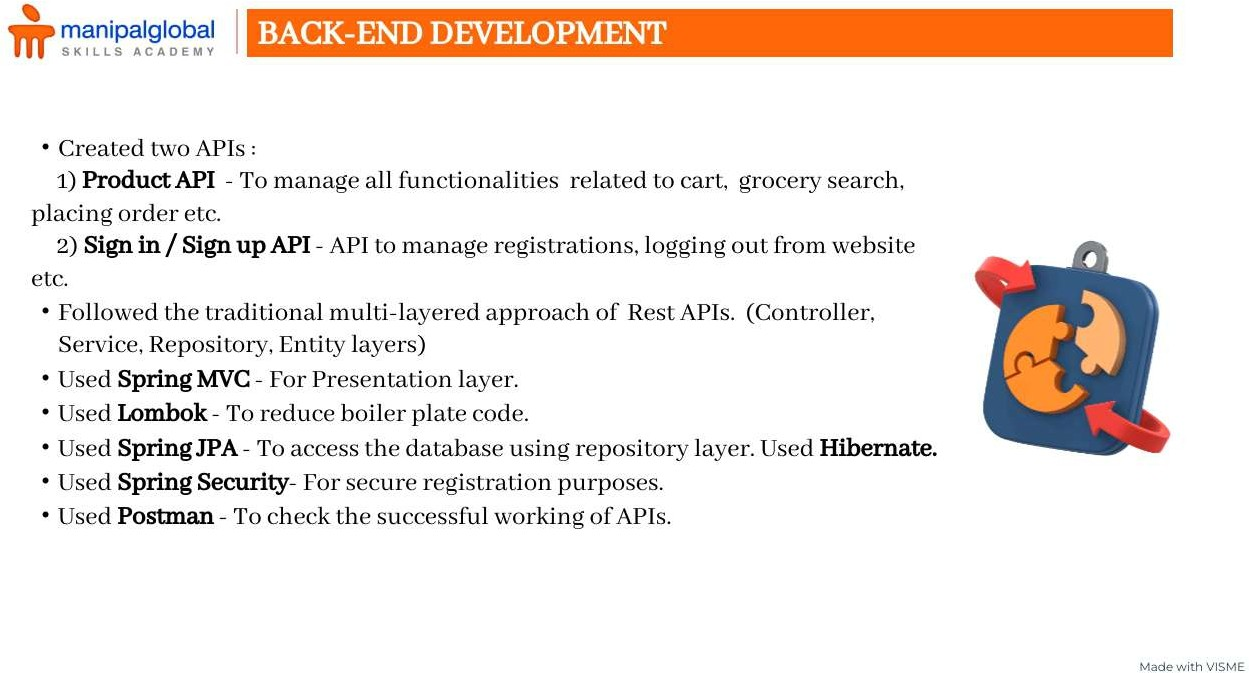 manipalglobal
SKILLS ACADEMY
BACK-END DEVELOPMENT
• Created two APIs :
1) Product API - To manage all functionalities related to cart, grocery search,
placing order etc.
2) Sign in / Sign up API - API to manage registrations, logging out from website
etc.
• Followed the traditional multi-layered approach of Rest APIs. (Controller,
Service, Repository, Entity layers)
• Used Spring MVC - For Presentation layer.
• Used Lombok - To reduce boiler plate code.
• Used Spring JPA - To access the database using repository layer. Used Hibernate.
• Used Spring Security- For secure registration purposes.
• Used Postman - To check the successful working of APIs.
Made with VISME